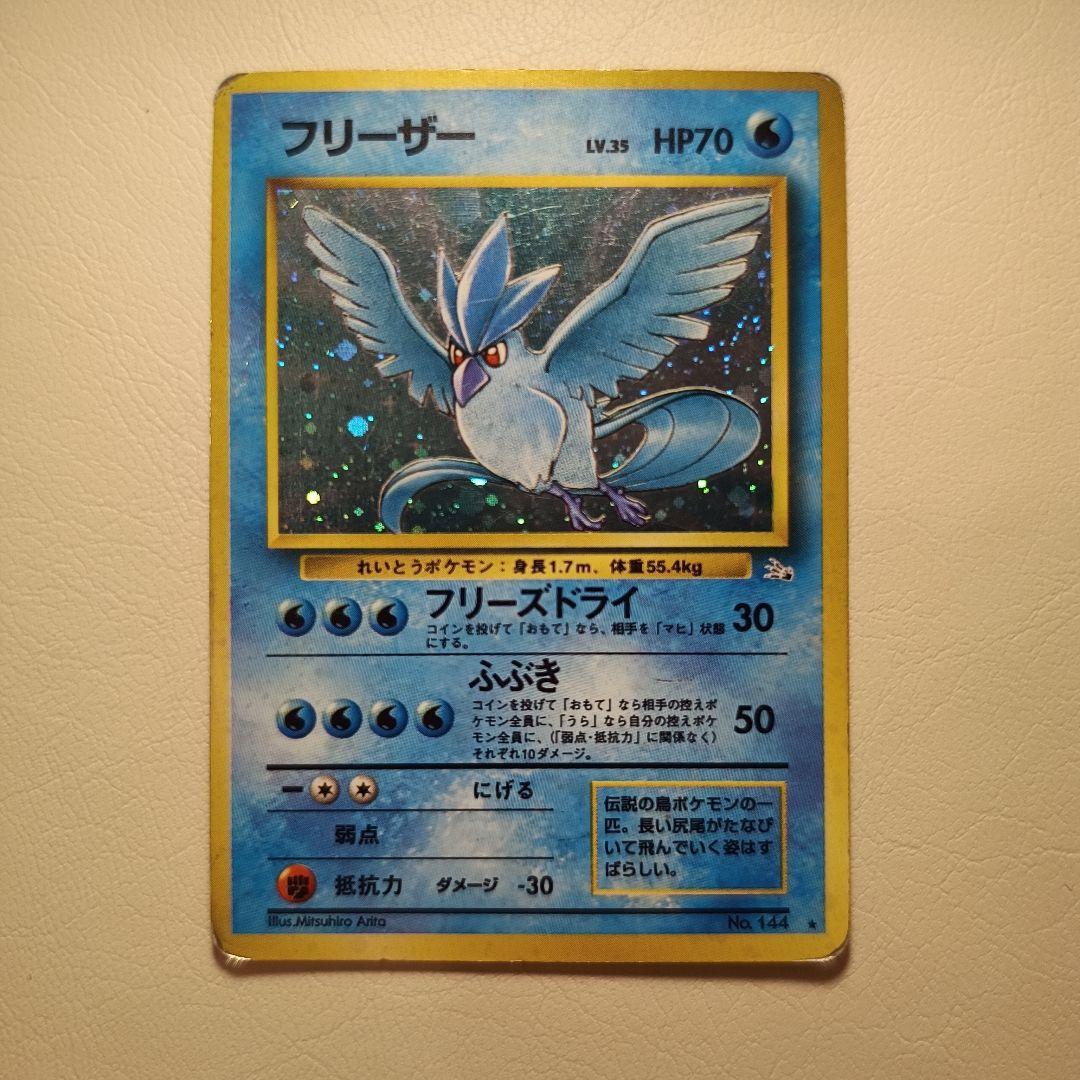 フリーザー LV.35 HP70
れいとうポケモン：身長1.7m、体重55.4kg
フリーズドライ 30
コインを投げて「おもて」なら、相手を「マヒ」状態
にする。
ふぶき 50
コインを投げて「おもて」なら相手の控えポ
ケモン全員に、「うら」なら自分の控えポケ
モン全員に、(「弱点・抵抗力」に関係なく)
それぞれ10ダメージ。
にげる
弱点
抵抗力 ダメージ -30
伝説の鳥ポケモンの一
匹。長い尻尾がたなび
いて飛んでいく姿はす
ばらしい。
Illus.Mitsuhiro Arita No. 144 ★